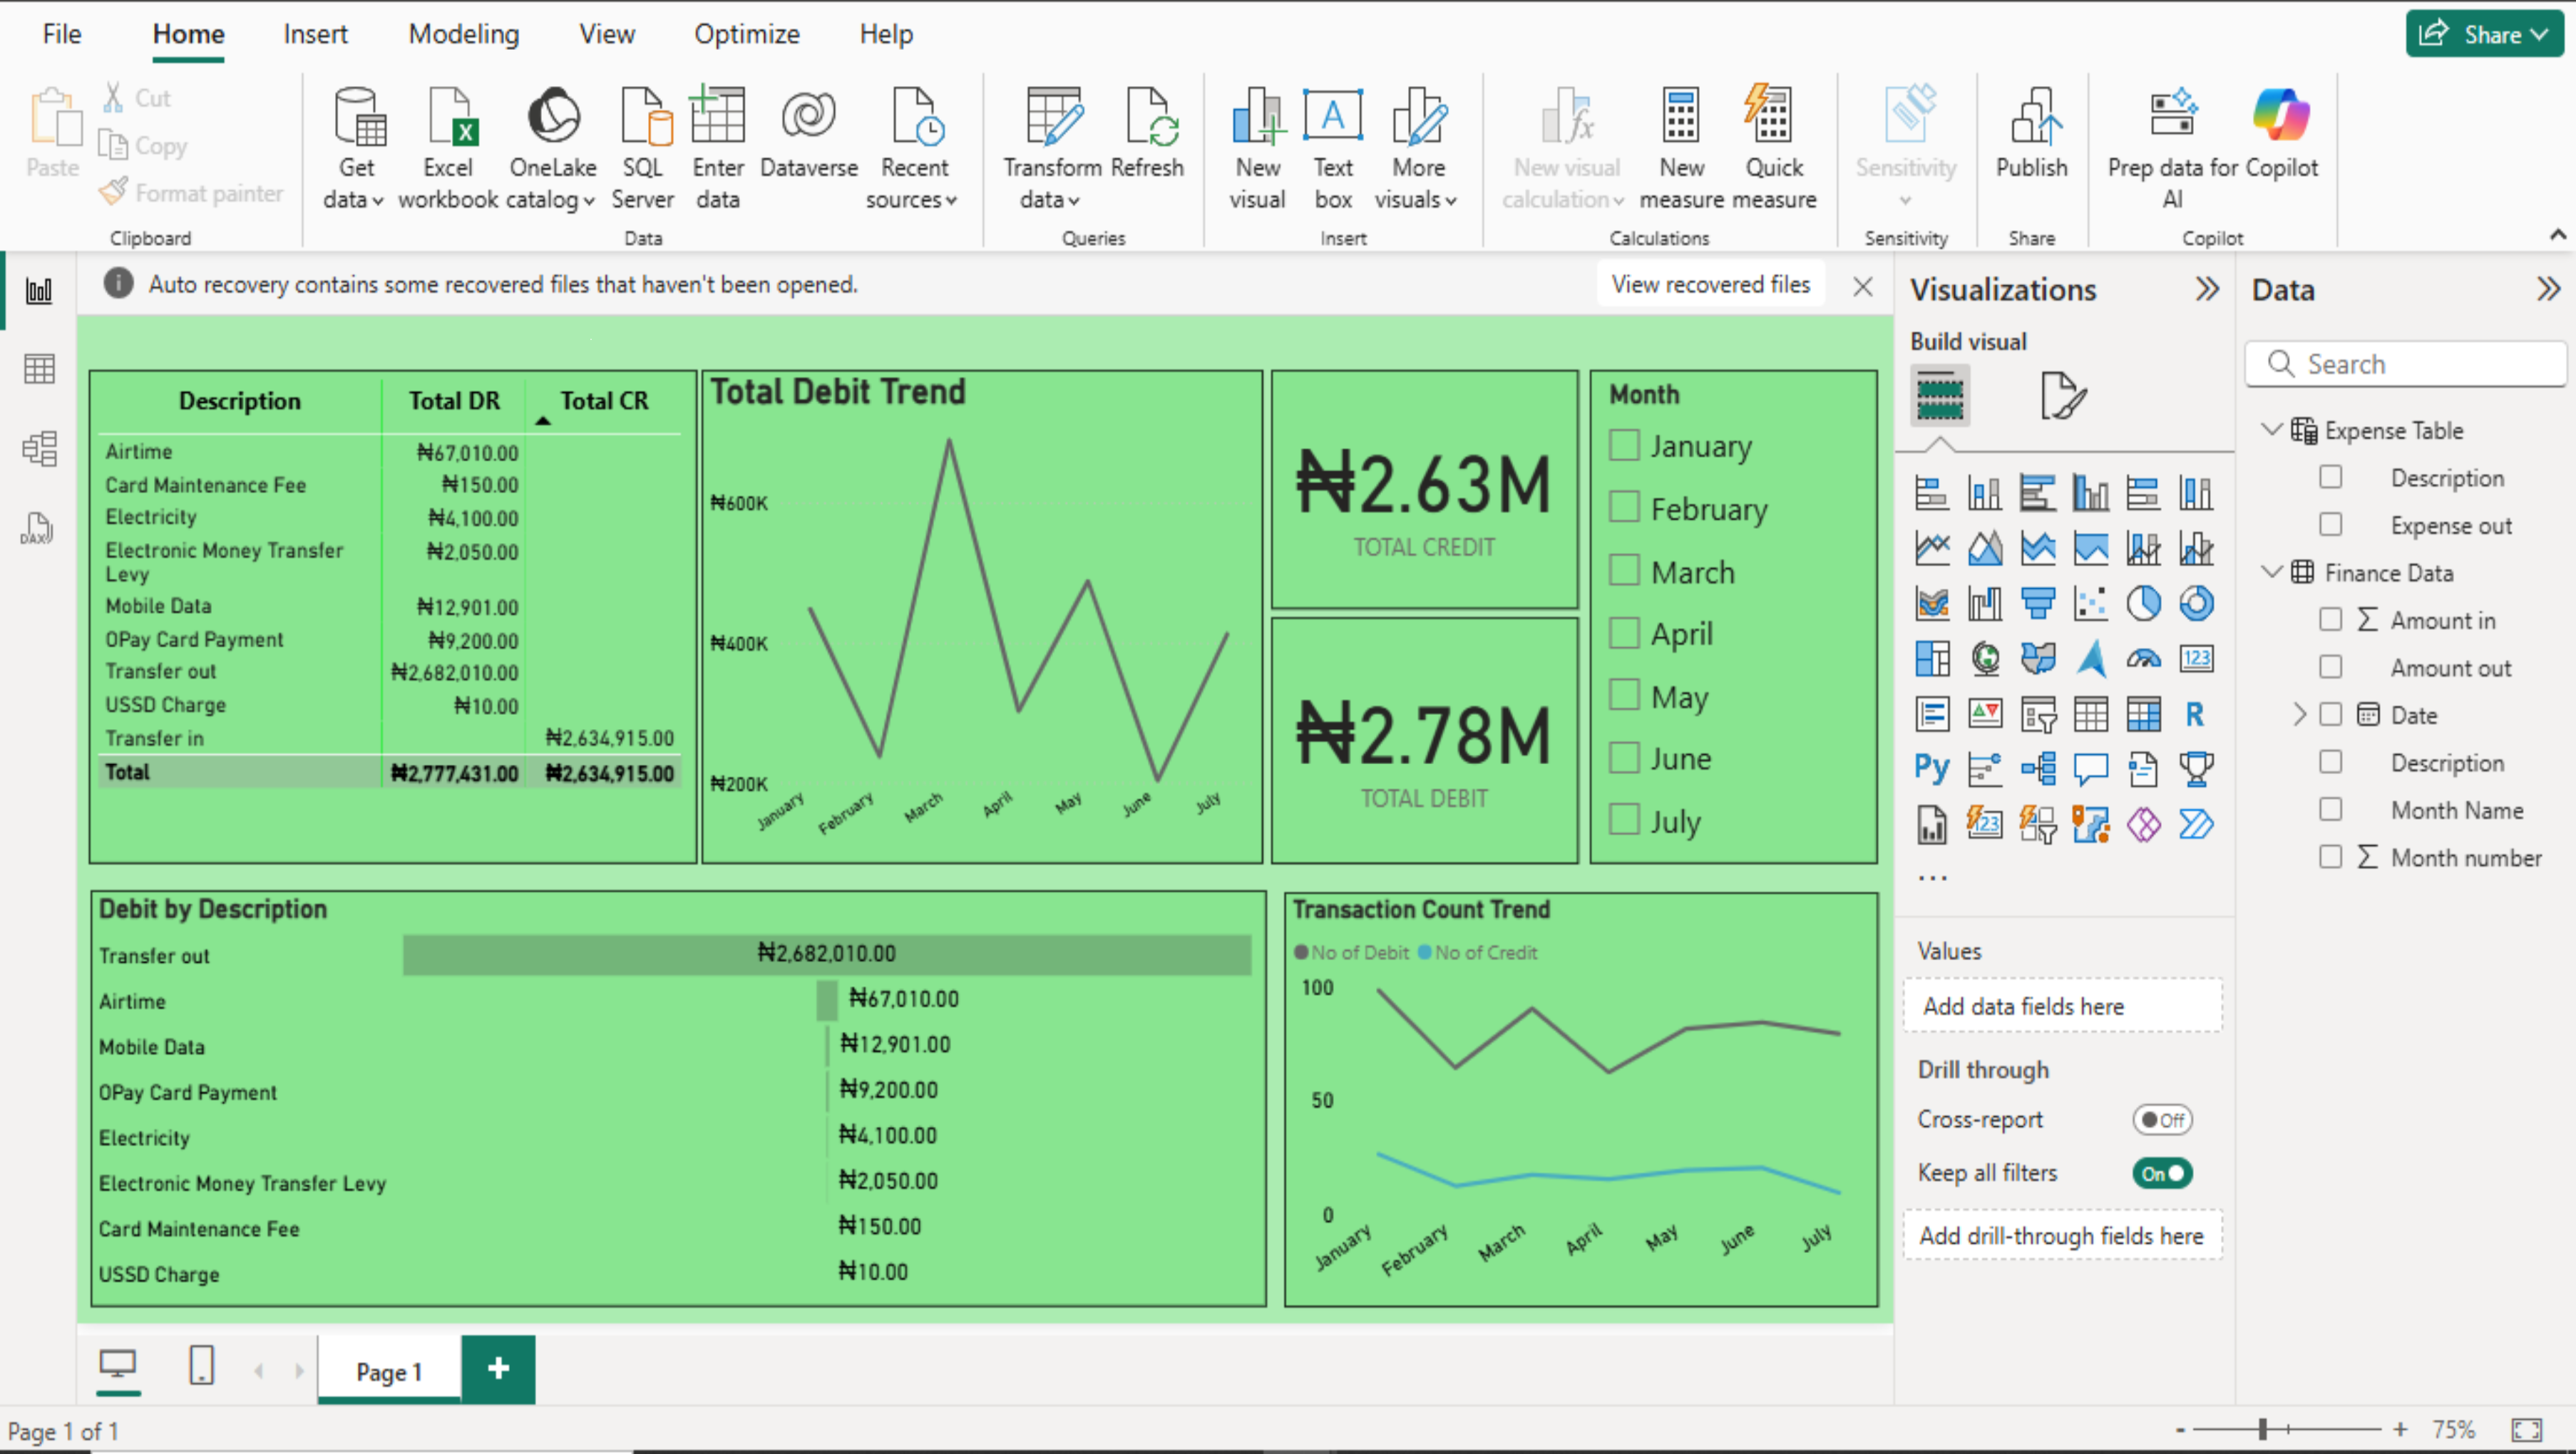 File Home Insert Modeling View Optimize Help Share
Paste
Cut
Copy
Format painter
Clipboard
Get data
Excel workbook
OneLake catalog
SQL Server
Enter data
Dataverse
Recent sources
Data
Transform data
Refresh
Queries
New visual
Text box
More visuals
Insert
New visual calculation
New measure
Quick measure
Calculations
Sensitivity
Sensitivity
Publish
Share
Prep data for AI
Copilot
Copilot
Auto recovery contains some recovered files that haven't been opened. View recovered files
Description Total DR Total CR
Airtime ₦67,010.00
Card Maintenance Fee ₦150.00
Electricity ₦4,100.00
Electronic Money Transfer ₦2,050.00
Levy
Mobile Data ₦12,901.00
OPay Card Payment ₦9,200.00
Transfer out ₦2,682,010.00
USSD Charge ₦10.00
Transfer in ₦2,634,915.00
Total ₦2,777,431.00 ₦2,634,915.00
Total Debit Trend
₦600K
₦400K
₦200K
January February March April May June July
₦2.63M
TOTAL CREDIT
₦2.78M
TOTAL DEBIT
Month
January
February
March
April
May
June
July
Debit by Description
Transfer out ₦2,682,010.00
Airtime ₦67,010.00
Mobile Data ₦12,901.00
OPay Card Payment ₦9,200.00
Electricity ₦4,100.00
Electronic Money Transfer Levy ₦2,050.00
Card Maintenance Fee ₦150.00
USSD Charge ₦10.00
Transaction Count Trend
No of Debit No of Credit
100
50
0
January February March April May June July
Visualizations
Build visual
123
R
Py
123
...
Values
Add data fields here
Drill through
Cross-report Off
Keep all filters On
Add drill-through fields here
Data
Search
Expense Table
Description
Expense out
Finance Data
Σ Amount in
Amount out
Date
Description
Month Name
Σ Month number
DAX
Page 1 +
Page 1 of 1
- + 75%